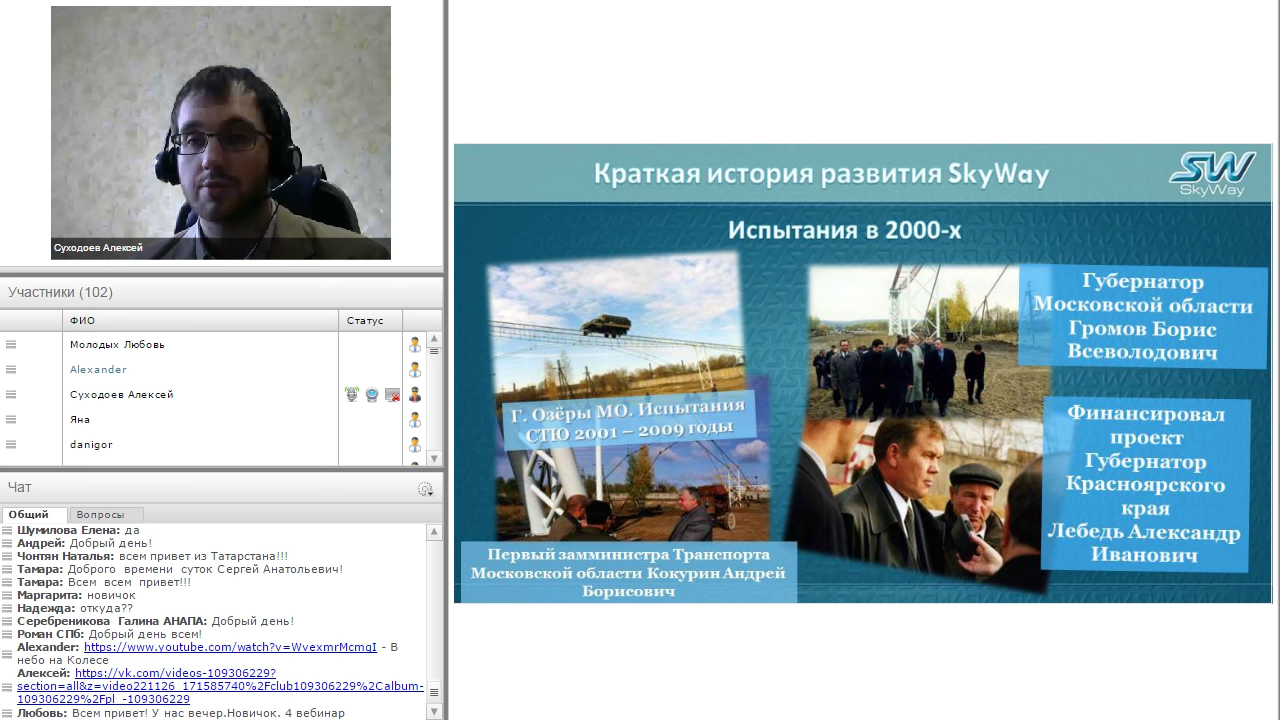 Суходоев Алексей
Участники (102)
ФИО
Статус
Молодых Любовь
Alexander
Суходоев Алексей
Яна
danigor
Чат
Общий
Вопросы
Шумилова Елена: да
Андрей: Добрый день!
Чонтян Наталья: всем привет из Татарстана!!!
Тамара: Доброго времени суток Сергей Анатольевич!
Тамара: Всем всем привет!!!
Маргарита: новичок
Надежда: откуда??
Серебреникова Галина АНАПА: Добрый день!
Роман СПб: Добрый день всем!
Alexander: https://www.youtube.com/watch?v=WvexmrMcmgI - В
небо на Колесе
Алексей: https://vk.com/videos-109306229?
section=all&z=video221126_171585740%2Fclub109306229%2Calbum-
109306229%2Fpl_-109306229
Любовь: Всем привет! У нас вечер.Новичок. 4 вебинар
Краткая история развития SkyWay
SW
SkyWay
Испытания в 2000-х
Г. Озёры МО. Испытания
СТЮ 2001 – 2009 годы
Первый замминистра Транспорта
Московской области Кокурин Андрей
Борисович
Губернатор
Московской области
Громов Борис
Всеволодович
Финансировал
проект
Губернатор
Красноярского
края
Лебедь Александр
Иванович